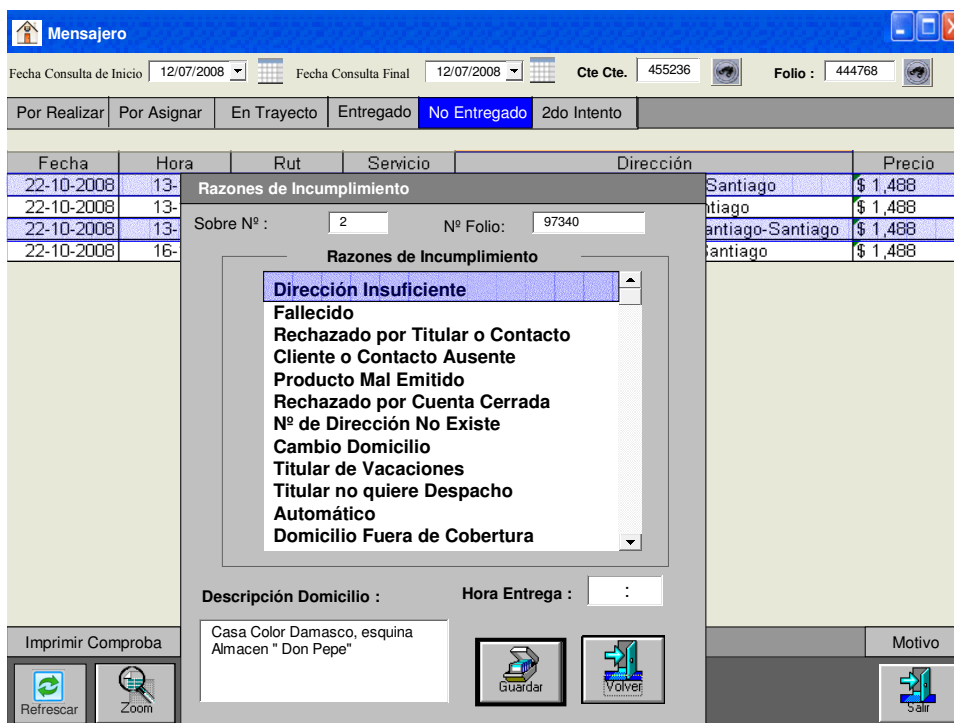 Mensajero
Fecha Consulta de Inicio 12/07/2008 Fecha Consulta Final 12/07/2008 Cte Cte. 455236 Folio : 444768
Por Realizar Por Asignar En Trayecto Entregado No Entregado 2do Intento
Fecha Hora Rut Servicio Dirección Precio
22-10-2008 13- Santiago $ 1,488
22-10-2008 13- ntiago $ 1,488
22-10-2008 13- antiago-Santiago $ 1,488
22-10-2008 16- Santiago $ 1,488
Razones de Incumplimiento
Sobre Nº : 2 Nº Folio: 97340
Razones de Incumplimiento
Dirección Insuficiente
Fallecido
Rechazado por Titular o Contacto
Cliente o Contacto Ausente
Producto Mal Emitido
Rechazado por Cuenta Cerrada
Nº de Dirección No Existe
Cambio Domicilio
Titular de Vacaciones
Titular no quiere Despacho
Automático
Domicilio Fuera de Cobertura
Descripción Domicilio : Hora Entrega : :
Casa Color Damasco, esquina
Almacen " Don Pepe"
Guardar Volver
Imprimir Comproba Motivo
Refrescar Zoom Salir